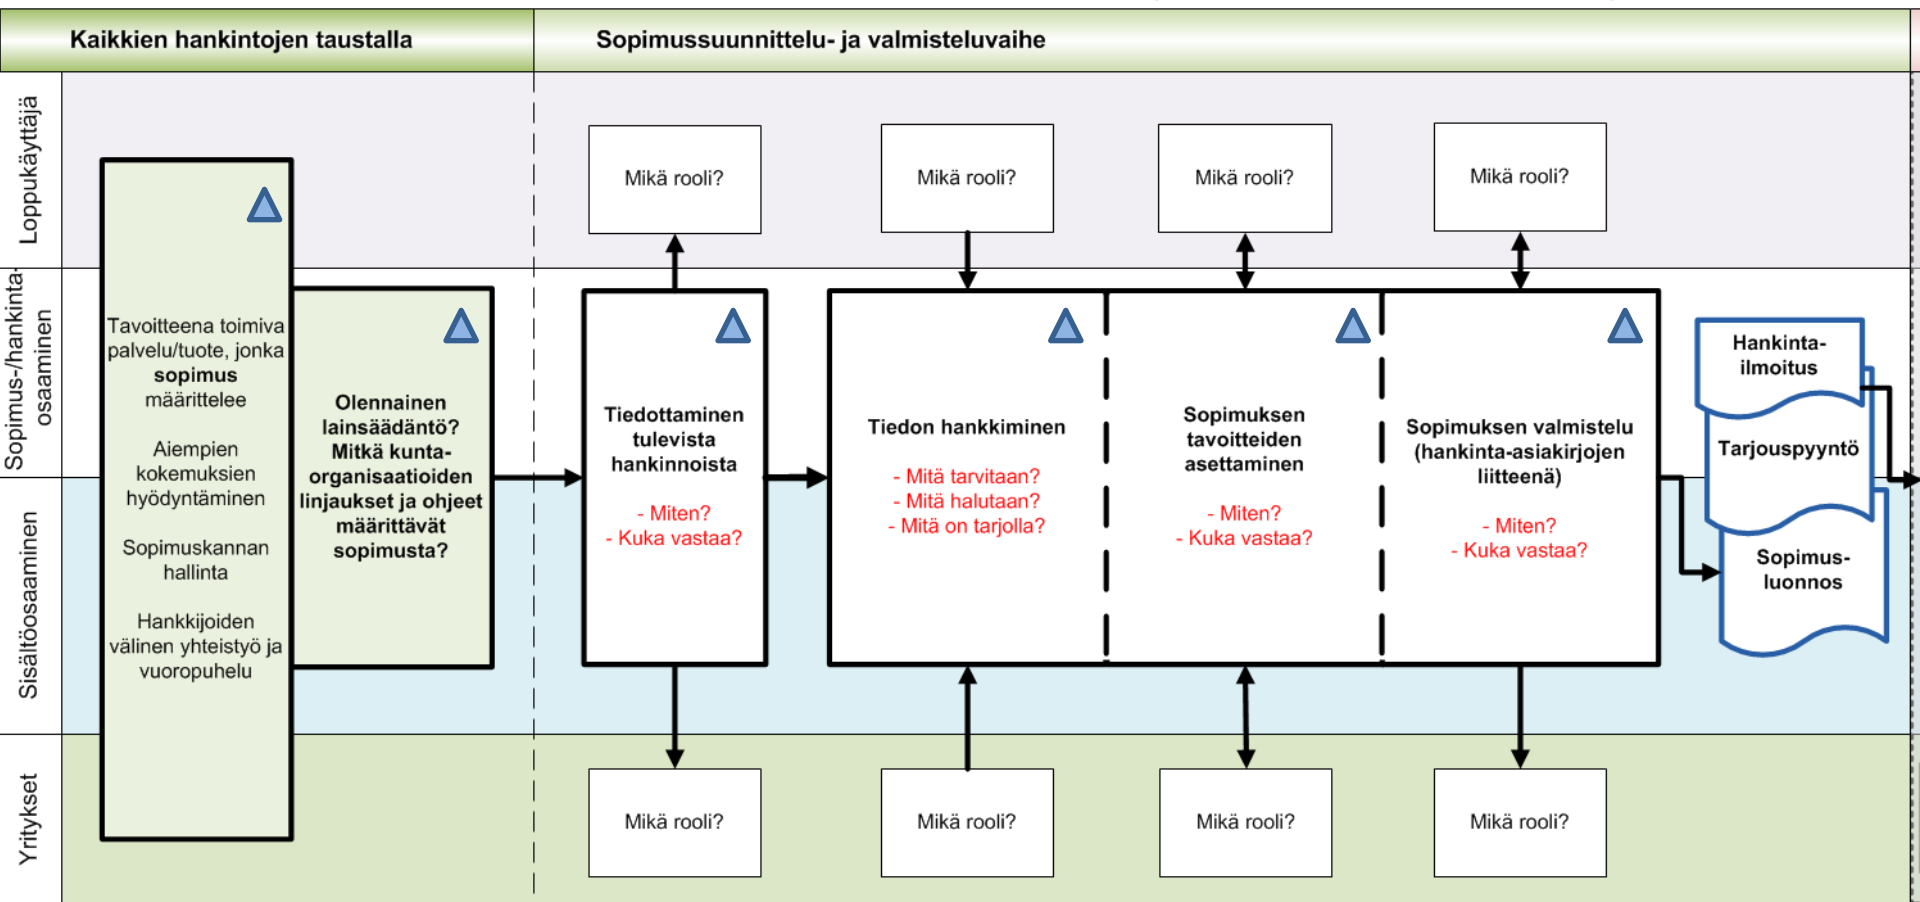 Kaikkien hankintojen taustalla
Sopimussuunnittelu- ja valmisteluvaihe
Loppukäyttäjä
Mikä rooli?
Mikä rooli?
Mikä rooli?
Mikä rooli?
Sopimus-/hankinta-
osaaminen
Sisältöosaaminen
Yritykset
Tavoitteena toimiva
palvelu/tuote, jonka
sopimus
määrittelee
Aiempien
kokemuksien
hyödyntäminen
Sopimuskannan
hallinta
Hankkijoiden
välinen yhteistyö ja
vuoropuhelu
Olennainen
lainsäädäntö?
Mitkä kunta-
organisaatioiden
linjaukset ja ohjeet
määrittävät
sopimusta?
Tiedottaminen
tulevista
hankinnoista
- Miten?
- Kuka vastaa?
Tiedon hankkiminen
- Mitä tarvitaan?
- Mitä halutaan?
- Mitä on tarjolla?
Sopimuksen
tavoitteiden
asettaminen
- Miten?
- Kuka vastaa?
Sopimuksen valmistelu
(hankinta-asiakirjojen
liitteenä)
- Miten?
- Kuka vastaa?
Hankinta-
ilmoitus
Tarjouspyyntö
Sopimus-
luonnos
Mikä rooli?
Mikä rooli?
Mikä rooli?
Mikä rooli?